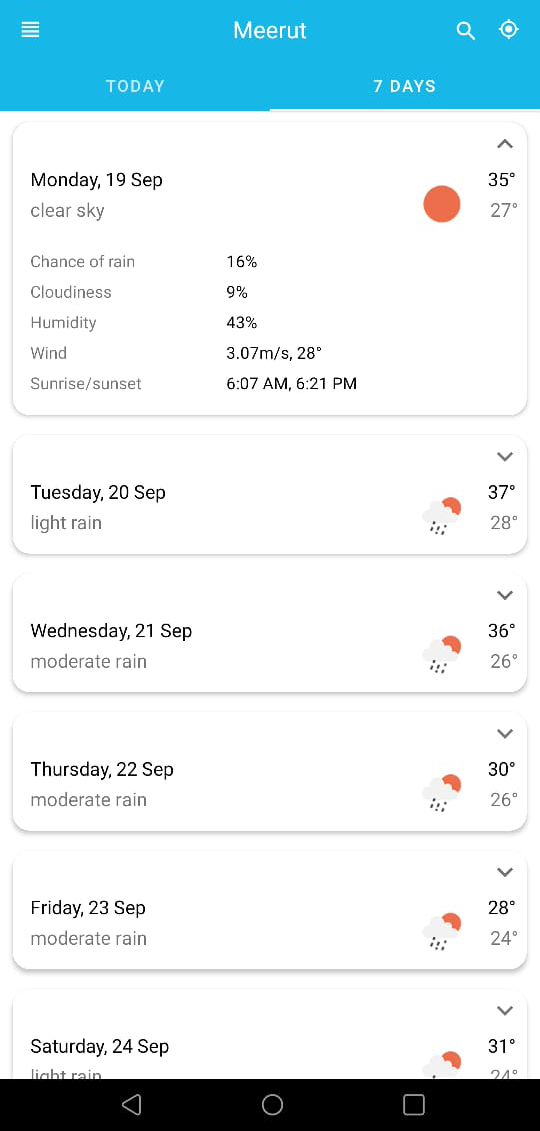 Meerut
TODAY 7 DAYS
Monday, 19 Sep 35°
clear sky 27°
Chance of rain 16%
Cloudiness 9%
Humidity 43%
Wind 3.07m/s, 28°
Sunrise/sunset 6:07 AM, 6:21 PM
Tuesday, 20 Sep 37°
light rain 28°
Wednesday, 21 Sep 36°
moderate rain 26°
Thursday, 22 Sep 30°
moderate rain 26°
Friday, 23 Sep 28°
moderate rain 24°
Saturday, 24 Sep 31°
light rain 24°